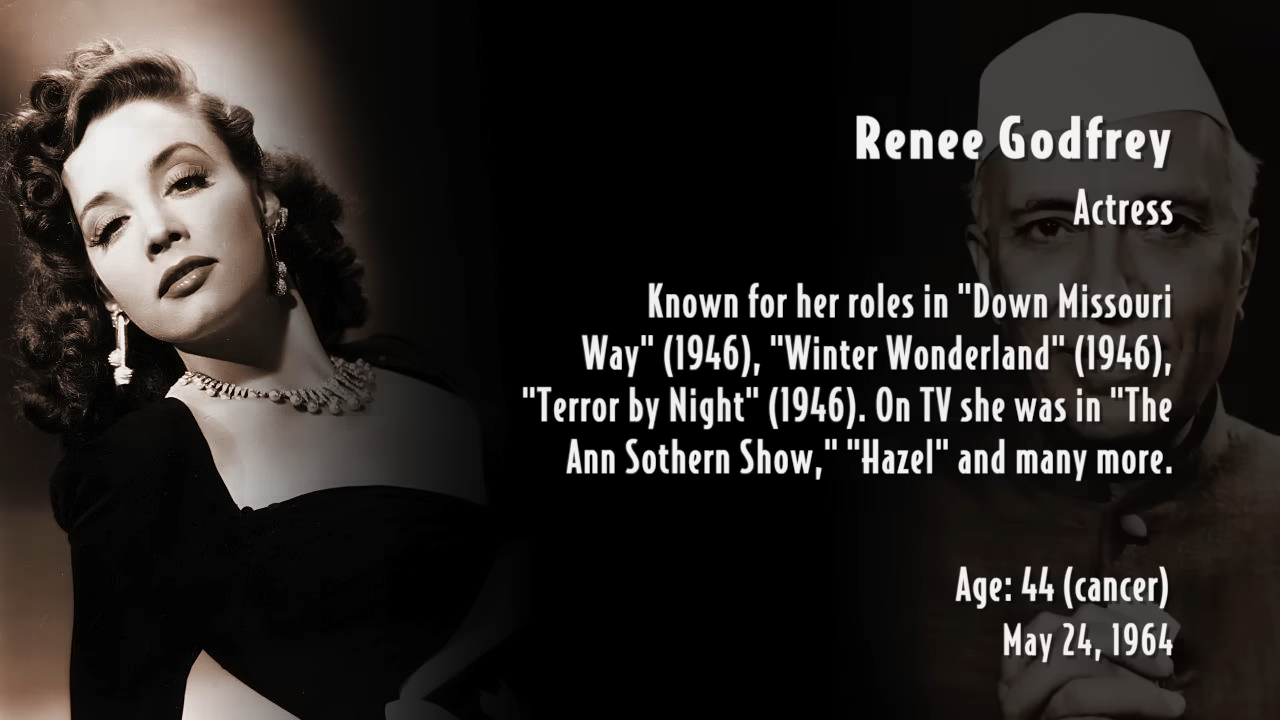 Renee Godfrey
Actress
Known for her roles in "Down Missouri
Way" (1946), "Winter Wonderland" (1946),
"Terror by Night" (1946). On TV she was in "The
Ann Sothern Show," "Hazel" and many more.
Age: 44 (cancer)
May 24, 1964